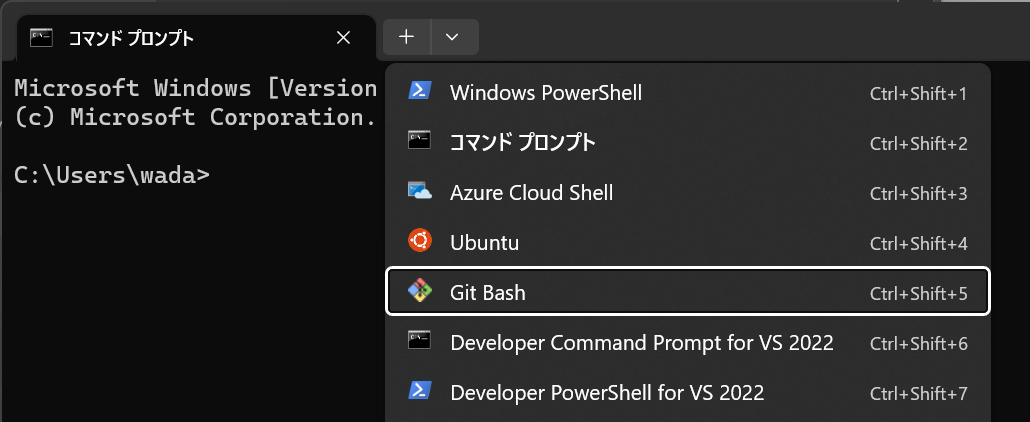 コマンド プロンプト
Microsoft Windows [Version
(c) Microsoft Corporation.
C:\Users\wada>
Windows PowerShell Ctrl+Shift+1
コマンド プロンプト Ctrl+Shift+2
Azure Cloud Shell Ctrl+Shift+3
Ubuntu Ctrl+Shift+4
Git Bash Ctrl+Shift+5
Developer Command Prompt for VS 2022 Ctrl+Shift+6
Developer PowerShell for VS 2022 Ctrl+Shift+7